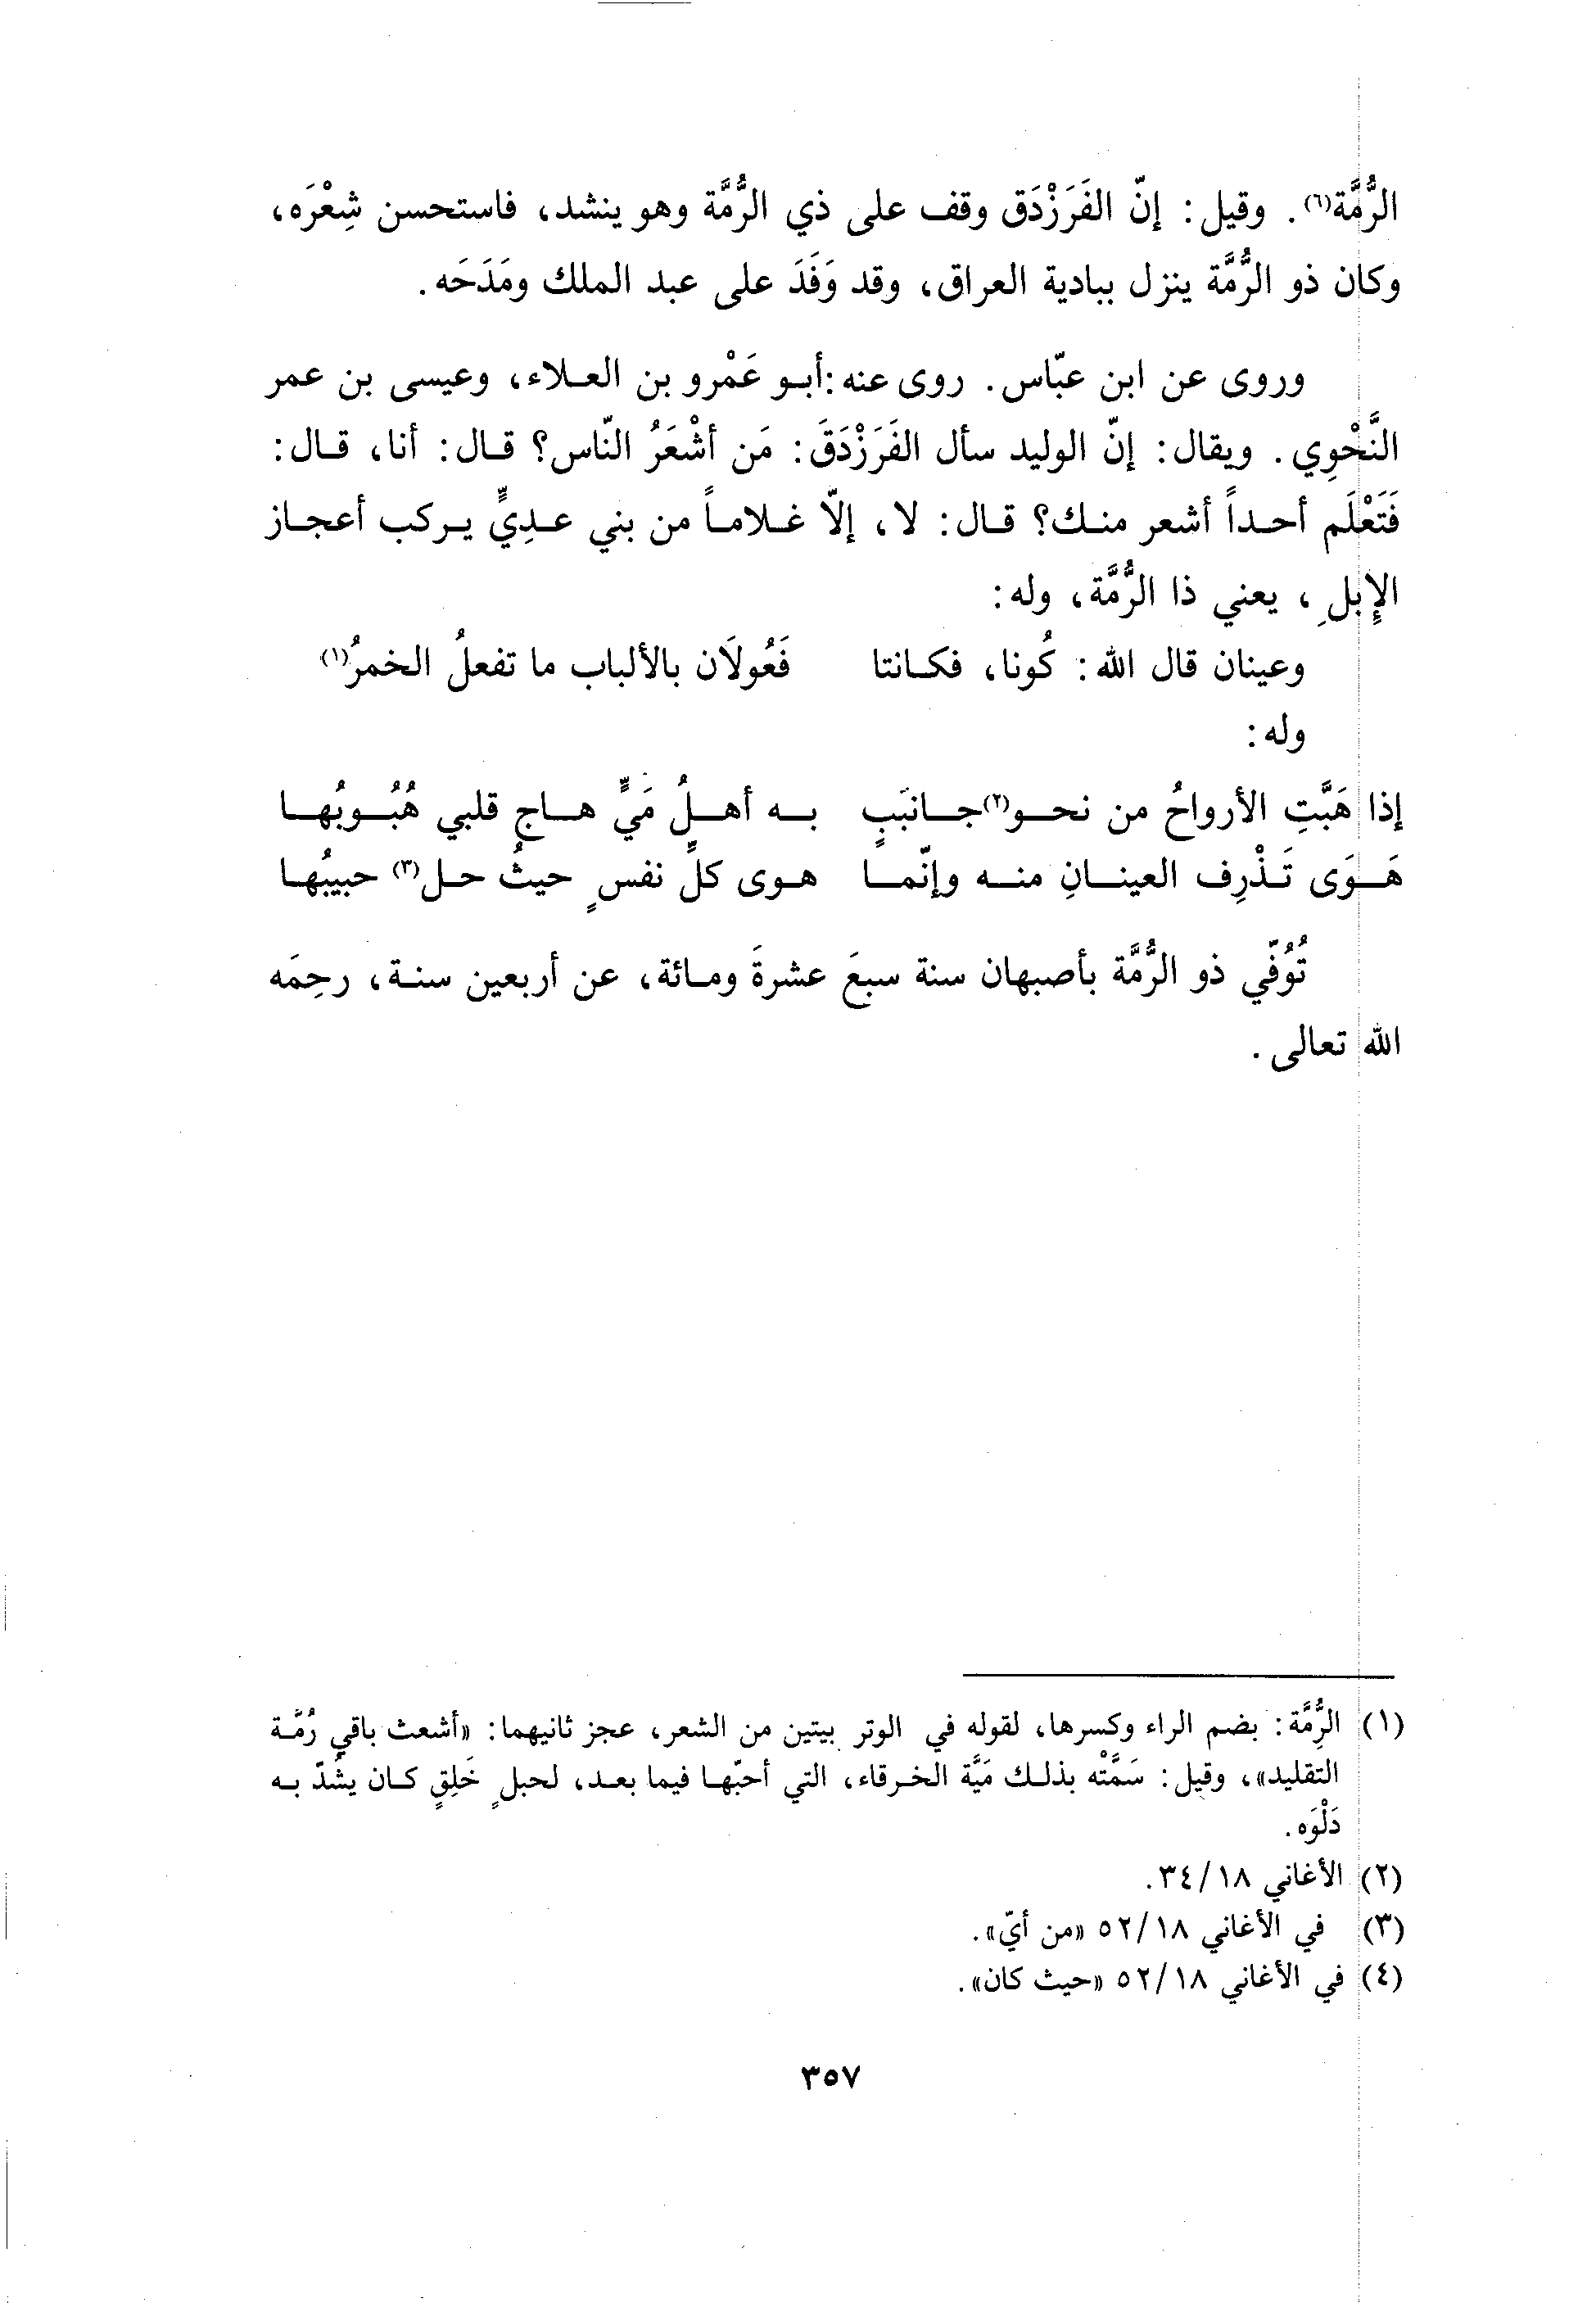 الرُّمَّة(٦). وقيل: إنّ الفَرَزْدَق وقف على ذي الرُّمَّة وهو ينشد، فاستحسن شِعْرَه،
وكان ذو الرُّمَّة ينزل ببادية العراق، وقد وَفَدَ على عبد الملك ومَدَحَه.
وروى عن ابن عبّاس. روى عنه: أبو عَمْرو بن العلاء، وعيسى بن عمر
النَّحْوِي. ويقال: إنّ الوليد سأل الفَرَزْدَقَ: مَن أشْعَرُ النّاس؟ قال: أنا، قال:
فَتَعْلَم أحداً أشعر منك؟ قال: لا، إلّا غلاماً من بني عدِيٍّ يركب أعجاز
الإِبلِ، يعني ذا الرُّمَّة، وله:
وعينان قال الله: كُونا، فكانتا فَعُولَان بالألباب ما تفعلُ الخمرُ(١)
وله:
إذا هَبَّتِ الأرواحُ من نحو(٢) جانَبٍ به أهلُ مَيٍّ هاج قلبي هُبُوبُها
هَوَى تَذْرِف العينانِ منه وإنّما هوى كلِّ نفسٍ حيثُ حل(٣) حبيبُها
تُوُفّي ذو الرُّمَّة بأصبهان سنة سبعَ عشرةَ ومائة، عن أربعين سنة، رحِمَه
الله تعالى.
(١) الرُِّمَّة: بضم الراء وكسرها، لقوله في الوتر بيتين من الشعر، عجز ثانيهما: «أشعث باقي رُمَّة
التقليد»، وقيل: سَمَّتْه بذلك مَيَّة الخرقاء، التي أحبّها فيما بعد، لحبلٍ خَلِقٍ كان يشُدّ به
دَلْوَه.
(٢) الأغاني ١٨/٣٤.
(٣) في الأغاني ١٨/٥٢ «من أيّ».
(٤) في الأغاني ١٨/٥٢ «حيث كان».
٣٥٧